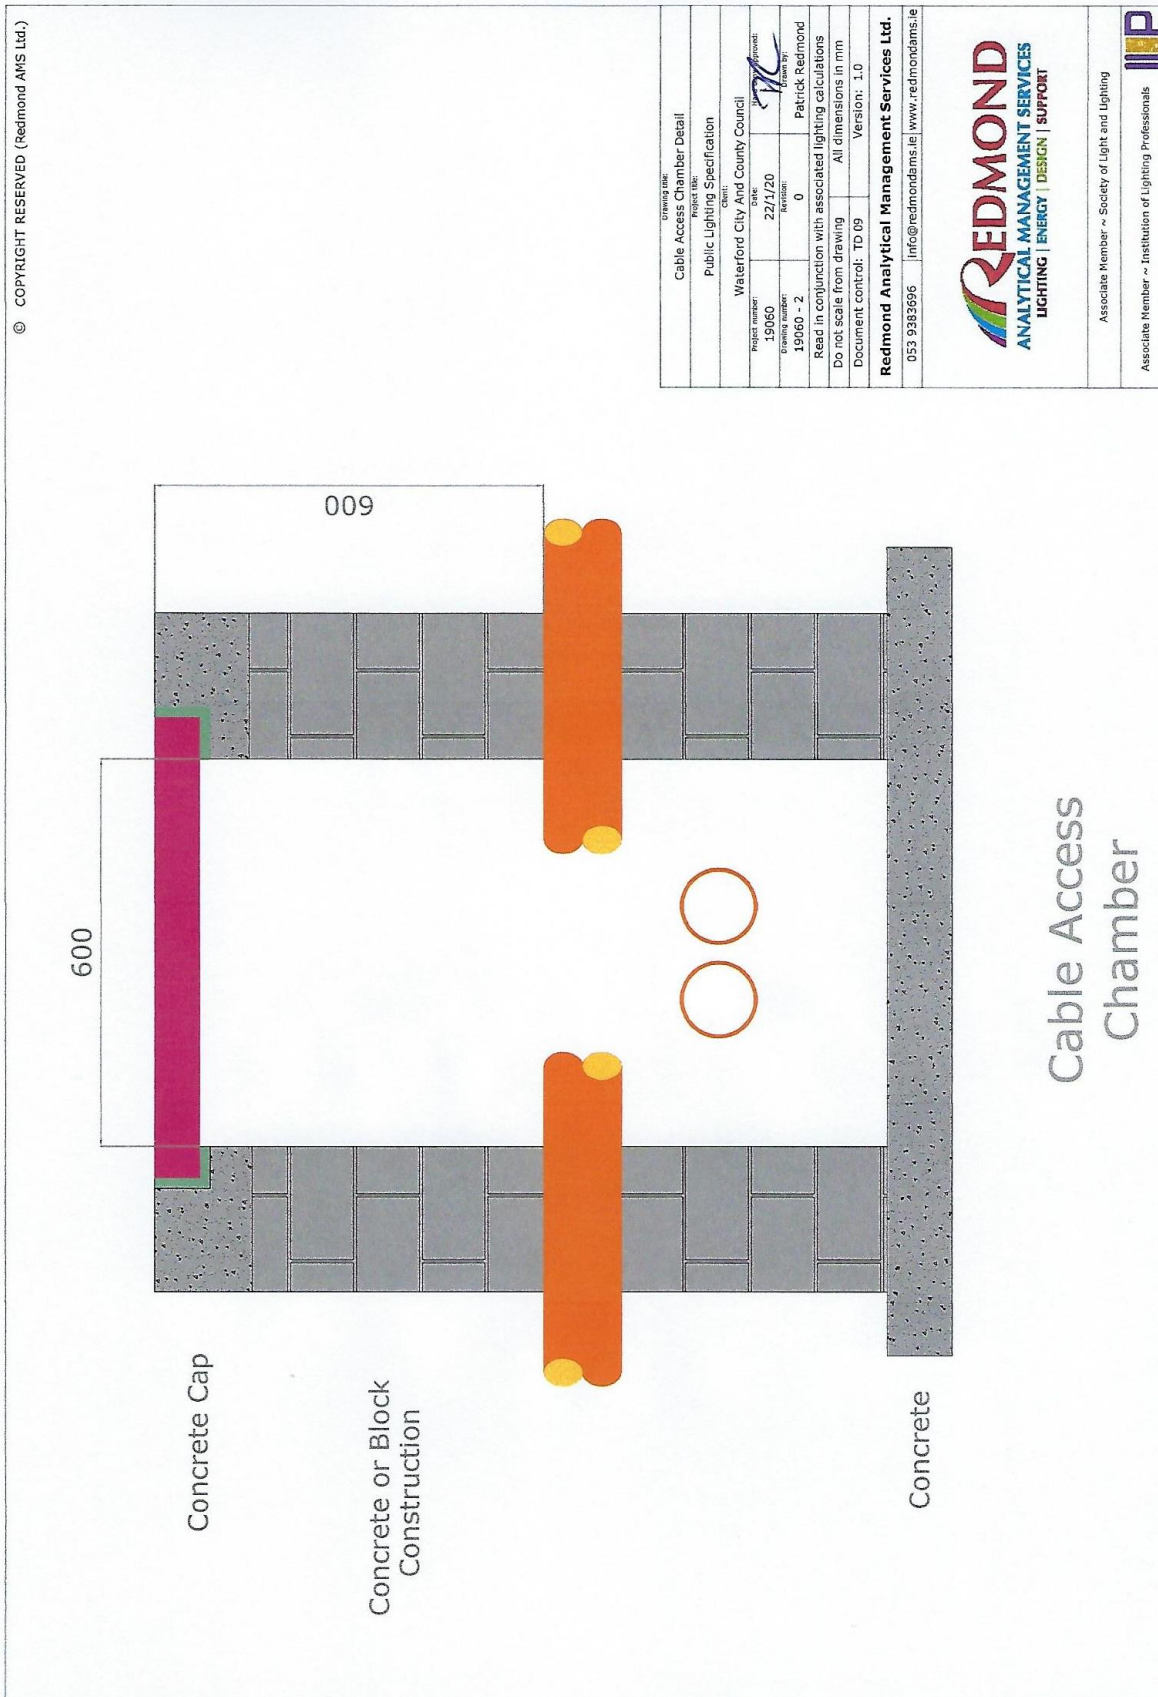 © COPYRIGHT RESERVED (Redmond AMS Ltd.)
600
600
Concrete Cap
Concrete or Block
Construction
Concrete
Cable Access
Chamber
Drawing title:
Cable Access Chamber Detail
Project title:
Public Lighting Specification
Client:
Waterford City And County Council
Project number:
19060
Date:
22/1/20
approved:
Drawing number:
19060 - 2
Revision:
0
Drawn by:
Patrick Redmond
Read in conjunction with associated lighting calculations
Do not scale from drawing
All dimensions in mm
Document control: TD 09
Version: 1.0
Redmond Analytical Management Services Ltd.
053 9383696
info@redmondams.ie
www.redmondams.ie
REDMOND
ANALYTICAL MANAGEMENT SERVICES
LIGHTING | ENERGY | DESIGN | SUPPORT
Associate Member ~ Society of Light and Lighting
Associate Member ~ Institution of Lighting Professionals